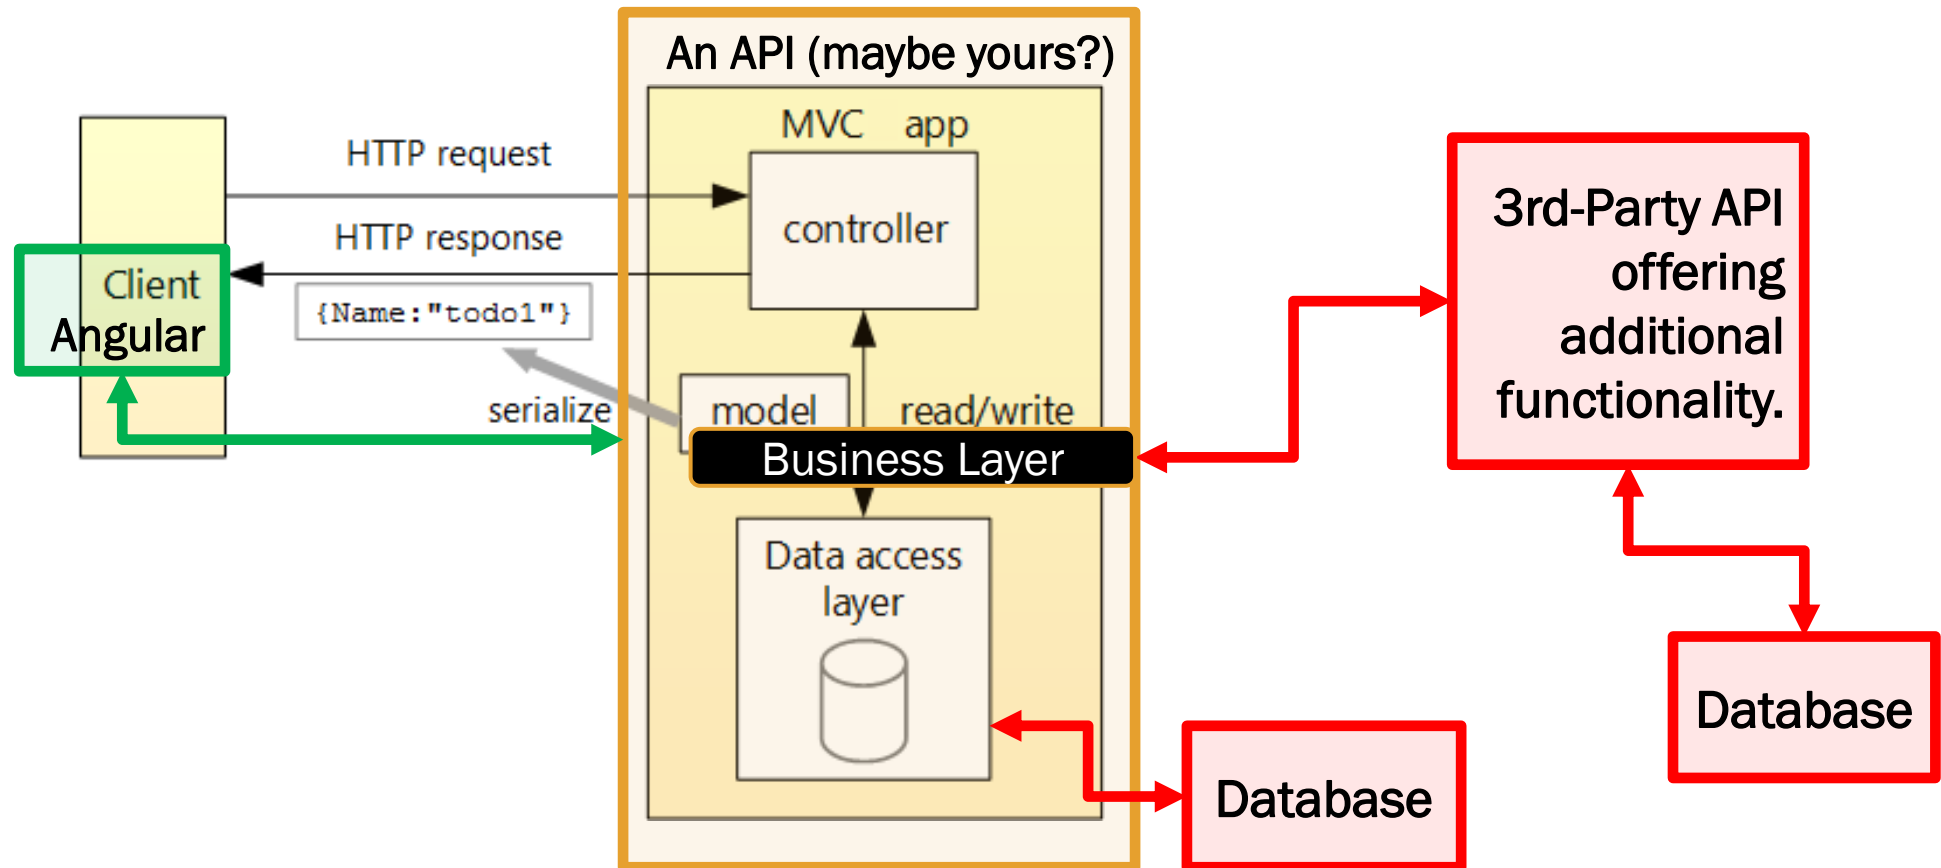 An API (maybe yours?)
MVC app
HTTP request
controller
HTTP response
{Name:"todo1"}
Client
Angular
serialize
model
read/write
Business Layer
Data access
layer
3rd-Party API
offering
additional
functionality.
Database
Database